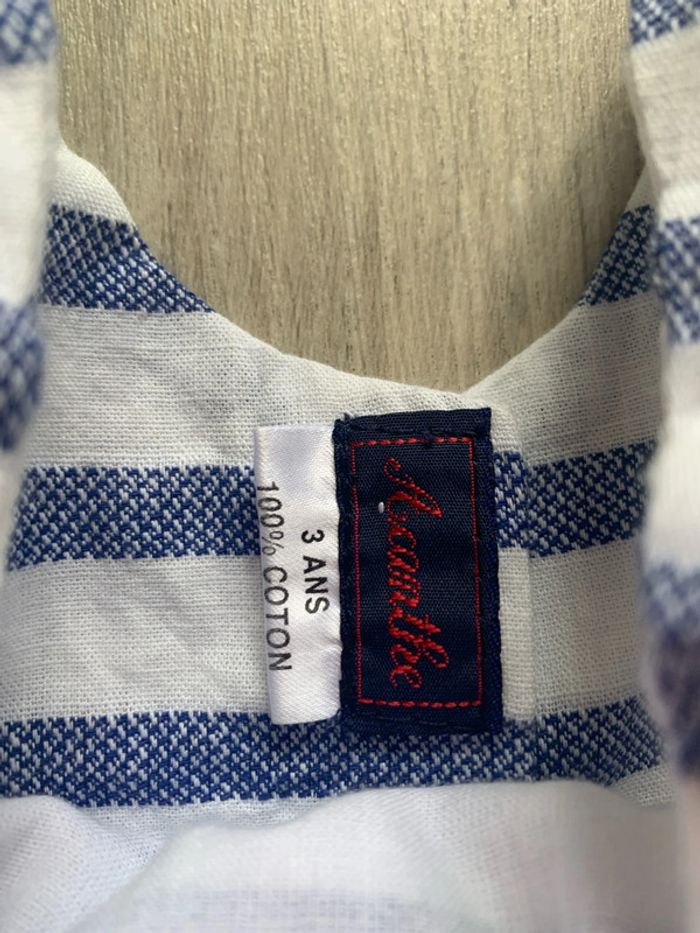 3 ANS
100% COTON
Acanthe